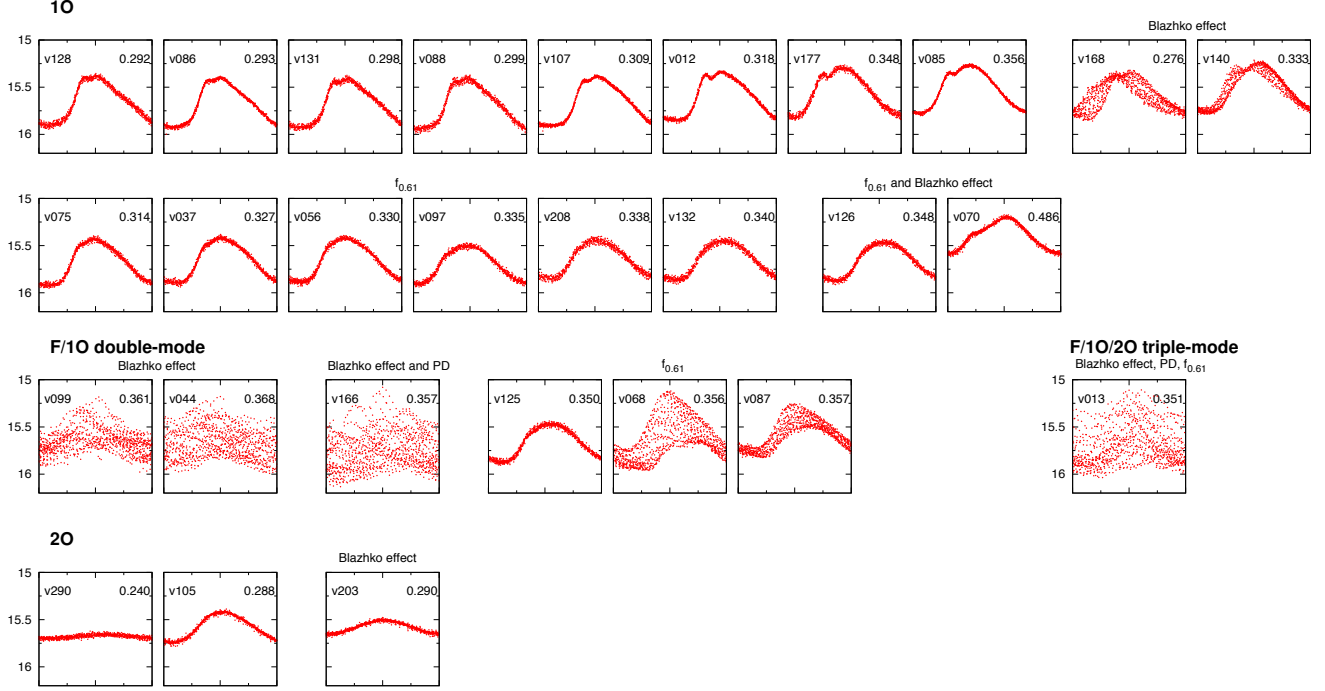 1O
Blazhko effect
15
15.5
16
v128 0.292
v086 0.293
v131 0.298
v088 0.299
v107 0.309
v012 0.318
v177 0.348
v085 0.356
v168 0.276
v140 0.333
f0.61
f0.61 and Blazhko effect
15
15.5
16
v075 0.314
v037 0.327
v056 0.330
v097 0.335
v208 0.338
v132 0.340
v126 0.348
v070 0.486
F/1O double-mode
F/1O/2O triple-mode
Blazhko effect
Blazhko effect and PD
f0.61
Blazhko effect, PD, f0.61
15
15.5
16
v099 0.361
v044 0.368
v166 0.357
v125 0.350
v068 0.356
v087 0.357
v013 0.351
2O
Blazhko effect
15
15.5
16
v290 0.240
v105 0.288
v203 0.290